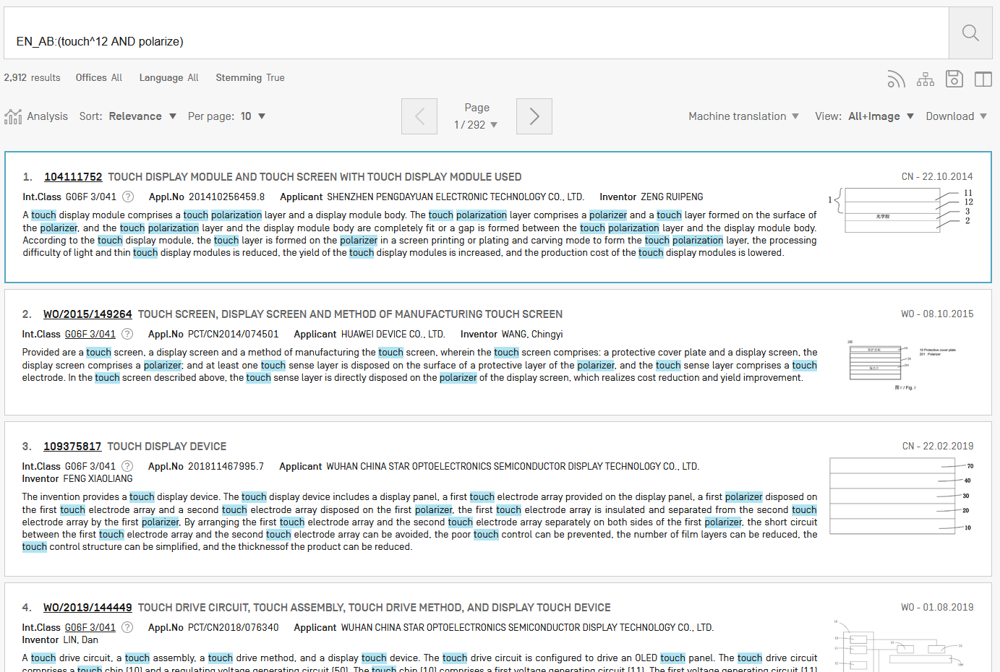 EN_AB:(touch^12 AND polarize)
2,912 results Offices All Language All Stemming True
Analysis Sort: Relevance Per page: 10 Page 1 / 292 Machine translation View: All+Image Download
1. 104111752 TOUCH DISPLAY MODULE AND TOUCH SCREEN WITH TOUCH DISPLAY MODULE USED CN - 22.10.2014
Int.Class G06F 3/041 ? Appl.No 201410256459.8 Applicant SHENZHEN PENGDAYUAN ELECTRONIC TECHNOLOGY CO., LTD. Inventor ZENG RUIPENG
A touch display module comprises a touch polarization layer and a display module body. The touch polarization layer comprises a polarizer and a touch layer formed on the surface of
the polarizer, and the touch polarization layer and the display module body are completely fit or a gap is formed between the touch polarization layer and the display module body.
According to the touch display module, the touch layer is formed on the polarizer in a screen printing or plating and carving mode to form the touch polarization layer, the processing
difficulty of light and thin touch display modules is reduced, the yield of the touch display modules is increased, and the production cost of the touch display modules is lowered.
1
11
12
3
2
光学胶
2. WO/2015/149264 TOUCH SCREEN, DISPLAY SCREEN AND METHOD OF MANUFACTURING TOUCH SCREEN WO - 08.10.2015
Int.Class G06F 3/041 ? Appl.No PCT/CN2014/074501 Applicant HUAWEI DEVICE CO., LTD. Inventor WANG, Chingyi
Provided are a touch screen, a display screen and a method of manufacturing the touch screen, wherein the touch screen comprises: a protective cover plate and a display screen, the
display screen comprises a polarizer; and at least one touch sense layer is disposed on the surface of a protective layer of the polarizer, and the touch sense layer comprises a touch
electrode. In the touch screen described above, the touch sense layer is directly disposed on the polarizer of the display screen, which realizes cost reduction and yield improvement.
10 Protective cover plate
201 Polarizer
3. 109375817 TOUCH DISPLAY DEVICE CN - 22.02.2019
Int.Class G06F 3/041 ? Appl.No 201811467995.7 Applicant WUHAN CHINA STAR OPTOELECTRONICS SEMICONDUCTOR DISPLAY TECHNOLOGY CO., LTD.
Inventor FENG XIAOLIANG
The invention provides a touch display device. The touch display device includes a display panel, a first touch electrode array provided on the display panel, a first polarizer disposed on
the first touch electrode array and a second touch electrode array disposed on the first polarizer, the first touch electrode array is insulated and separated from the second touch
electrode array by the first polarizer. By arranging the first touch electrode array and the second touch electrode array separately on both sides of the first polarizer, the short circuit
between the first touch electrode array and the second touch electrode array can be avoided, the poor touch control can be prevented, the number of film layers can be reduced, the
touch control structure can be simplified, and the thicknessof the product can be reduced.
70
40
30
20
10
4. WO/2019/144449 TOUCH DRIVE CIRCUIT, TOUCH ASSEMBLY, TOUCH DRIVE METHOD, AND DISPLAY TOUCH DEVICE WO - 01.08.2019
Int.Class G06F 3/041 ? Appl.No PCT/CN2018/076340 Applicant WUHAN CHINA STAR OPTOELECTRONICS SEMICONDUCTOR DISPLAY TECHNOLOGY CO., LTD.
Inventor LIN, Dan
A touch drive circuit, a touch assembly, a touch drive method, and a display touch device. The touch drive circuit is configured to drive an OLED touch panel. The touch drive circuit
comprises a touch chip (10) and a regulating voltage generating circuit (50). The touch chip (10) comprises a first voltage generating circuit (11). The first voltage generating circuit (11)